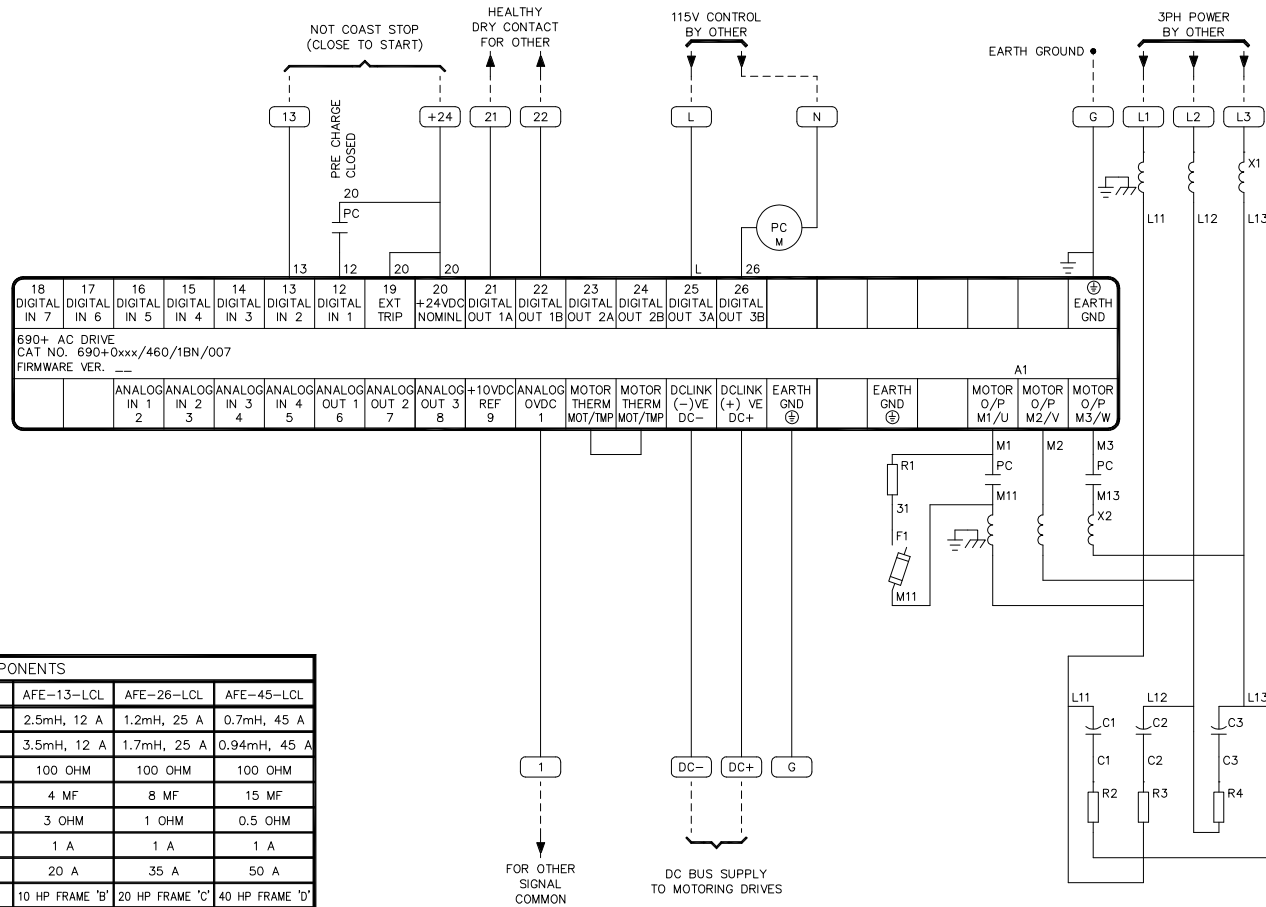 NOT COAST STOP
(CLOSE TO START)
HEALTHY
DRY CONTACT
FOR OTHER
115V CONTROL
BY OTHER
EARTH GROUND
3PH POWER
BY OTHER
13
+24
21
22
L
N
G
L1
L2
L3
PRE CHARGE
CLOSED
20
PC
X1
L11
L12
L13
PC
M
13
12
20
20
L
26
18
DIGITAL
IN 7
17
DIGITAL
IN 6
16
DIGITAL
IN 5
15
DIGITAL
IN 4
14
DIGITAL
IN 3
13
DIGITAL
IN 2
12
DIGITAL
IN 1
19
EXT
TRIP
20
+24VDC
NOMINL
21
DIGITAL
OUT 1A
22
DIGITAL
OUT 1B
23
DIGITAL
OUT 2A
24
DIGITAL
OUT 2B
25
DIGITAL
OUT 3A
26
DIGITAL
OUT 3B
EARTH
GND
690+ AC DRIVE
CAT NO. 690+0xxx/460/1BN/007
FIRMWARE VER. __
A1
ANALOG
IN 1
2
ANALOG
IN 2
3
ANALOG
IN 3
4
ANALOG
IN 4
5
ANALOG
OUT 1
6
ANALOG
OUT 2
7
ANALOG
OUT 3
8
+10VDC
REF
9
ANALOG
0VDC
1
MOTOR
THERM
MOT/TMP
MOTOR
THERM
MOT/TMP
DCLINK
(-)VE
DC-
DCLINK
(+) VE
DC+
EARTH
GND
EARTH
GND
MOTOR
O/P
M1/U
MOTOR
O/P
M2/V
MOTOR
O/P
M3/W
M1
M2
M3
R1
PC
PC
M11
M13
31
X2
F1
M11
PONENTS
AFE-13-LCL AFE-26-LCL AFE-45-LCL
2.5mH, 12 A 1.2mH, 25 A 0.7mH, 45 A
3.5mH, 12 A 1.7mH, 25 A 0.94mH, 45 A
100 OHM 100 OHM 100 OHM
4 MF 8 MF 15 MF
3 OHM 1 OHM 0.5 OHM
1 A 1 A 1 A
20 A 35 A 50 A
10 HP FRAME 'B' 20 HP FRAME 'C' 40 HP FRAME 'D'
1
DC-
DC+
G
FOR OTHER
SIGNAL
COMMON
DC BUS SUPPLY
TO MOTORING DRIVES
L11
L12
L13
C1
C2
C3
C1
C2
C3
R2
R3
R4